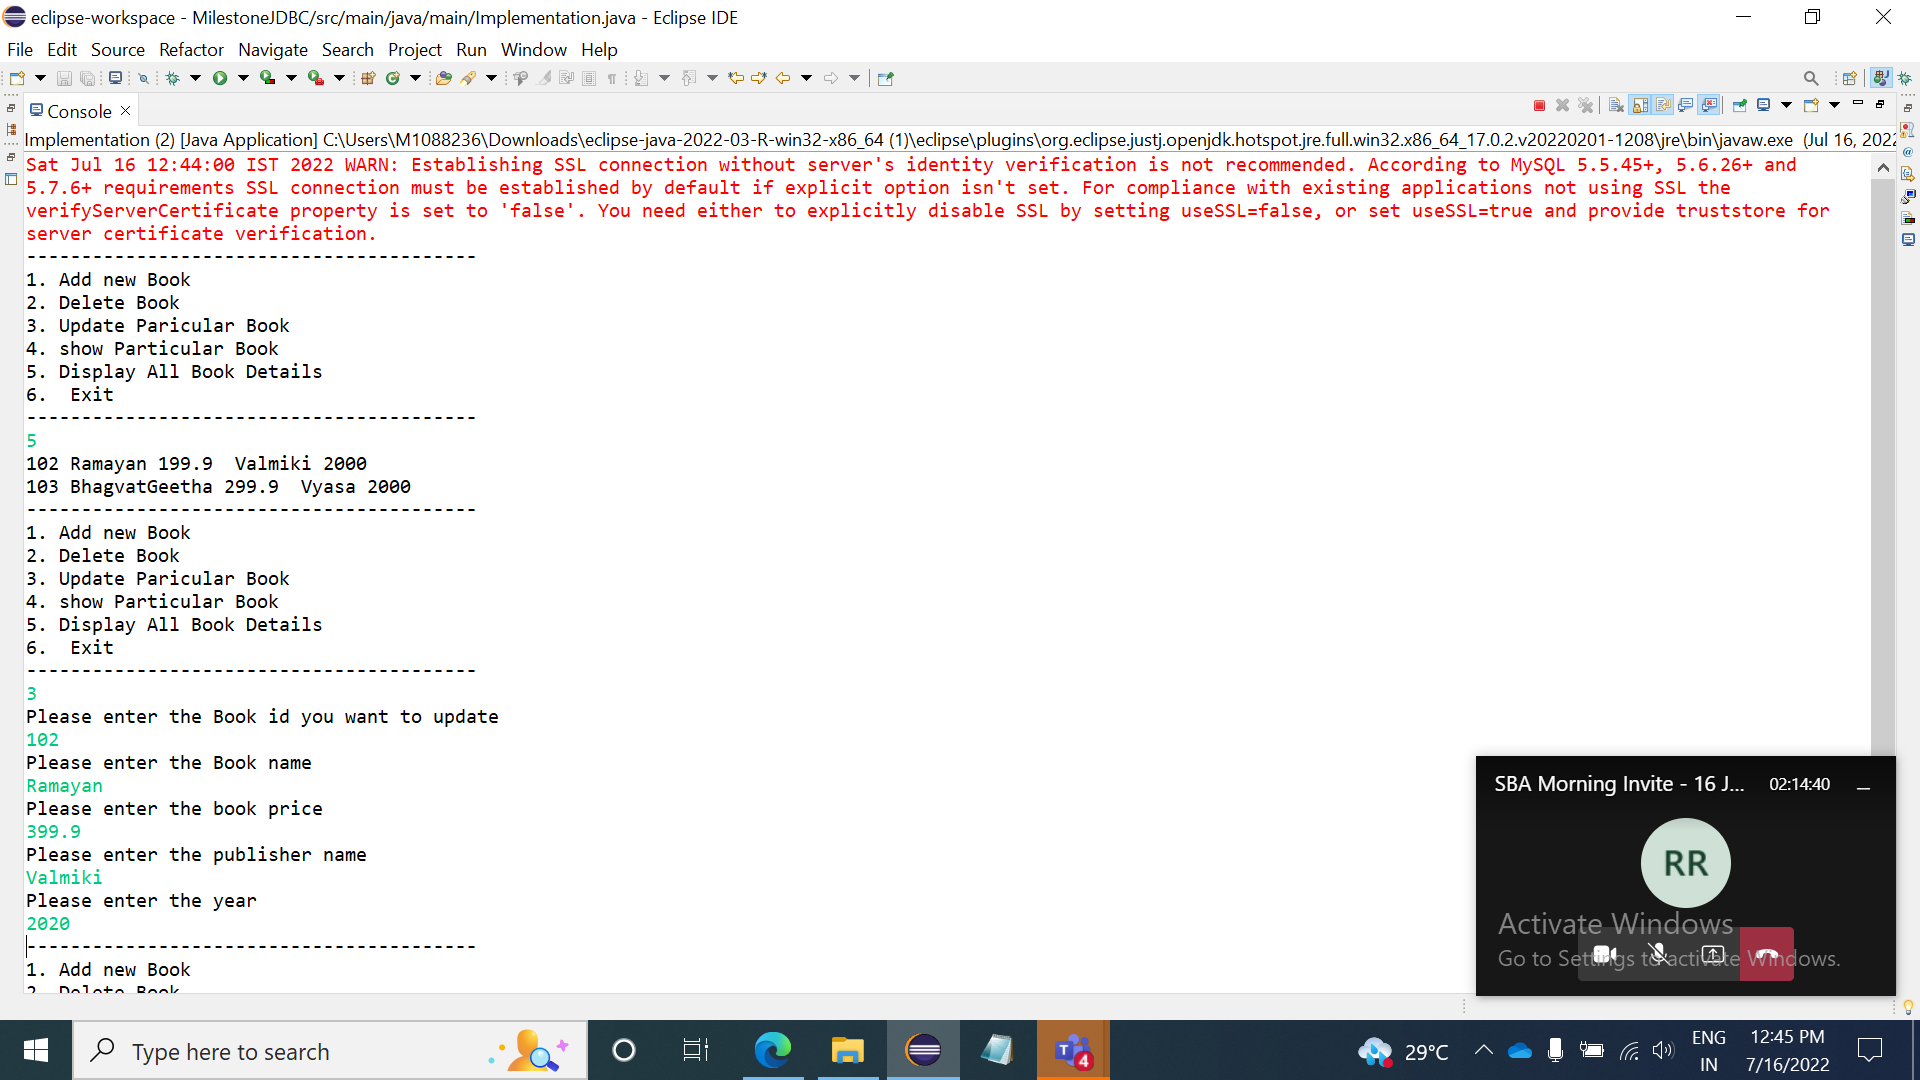 eclipse-workspace - MilestoneJDBC/src/main/java/main/Implementation.java - Eclipse IDE
File Edit Source Refactor Navigate Search Project Run Window Help
Console
Implementation (2) [Java Application] C:\Users\M1088236\Downloads\eclipse-java-2022-03-R-win32-x86_64 (1)\eclipse\plugins\org.eclipse.justj.openjdk.hotspot.jre.full.win32.x86_64_17.0.2.v20220201-1208\jre\bin\javaw.exe (Jul 16, 2022
Sat Jul 16 12:44:00 IST 2022 WARN: Establishing SSL connection without server's identity verification is not recommended. According to MySQL 5.5.45+, 5.6.26+ and
5.7.6+ requirements SSL connection must be established by default if explicit option isn't set. For compliance with existing applications not using SSL the
verifyServerCertificate property is set to 'false'. You need either to explicitly disable SSL by setting useSSL=false, or set useSSL=true and provide truststore for
server certificate verification.
-----------------------------------------
1. Add new Book
2. Delete Book
3. Update Paricular Book
4. show Particular Book
5. Display All Book Details
6.  Exit
-----------------------------------------
5
102 Ramayan 199.9  Valmiki 2000
103 BhagvatGeetha 299.9  Vyasa 2000
-----------------------------------------
1. Add new Book
2. Delete Book
3. Update Paricular Book
4. show Particular Book
5. Display All Book Details
6.  Exit
-----------------------------------------
3
Please enter the Book id you want to update
102
Please enter the Book name
Ramayan
Please enter the book price
399.9
Please enter the publisher name
Valmiki
Please enter the year
2020
-----------------------------------------
1. Add new Book
2. Delete Book
SBA Morning Invite - 16 J... 02:14:40
RR
Activate Windows
Go to Settings to activate Windows.
Type here to search
4
29°C
ENG
IN
12:45 PM
7/16/2022